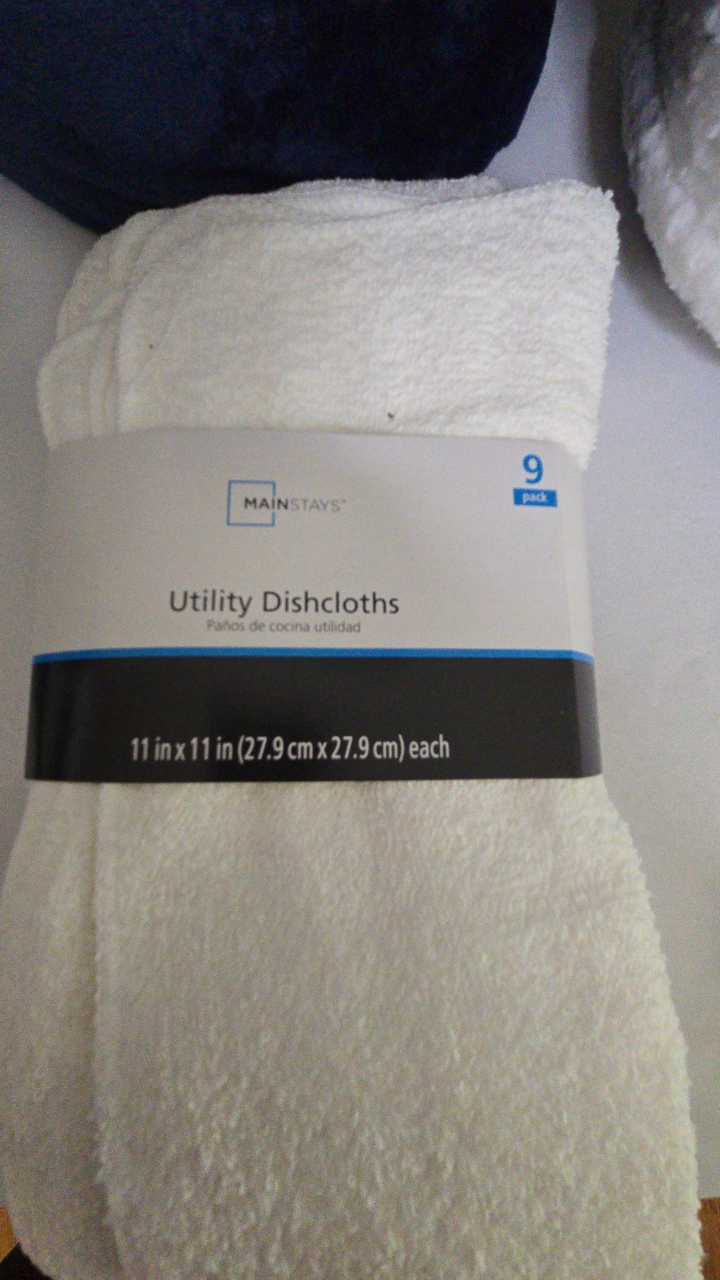 9
pack
MAINSTAYS™
Utility Dishcloths
Paños de cocina utilidad
11 in x 11 in (27.9 cm x 27.9 cm) each